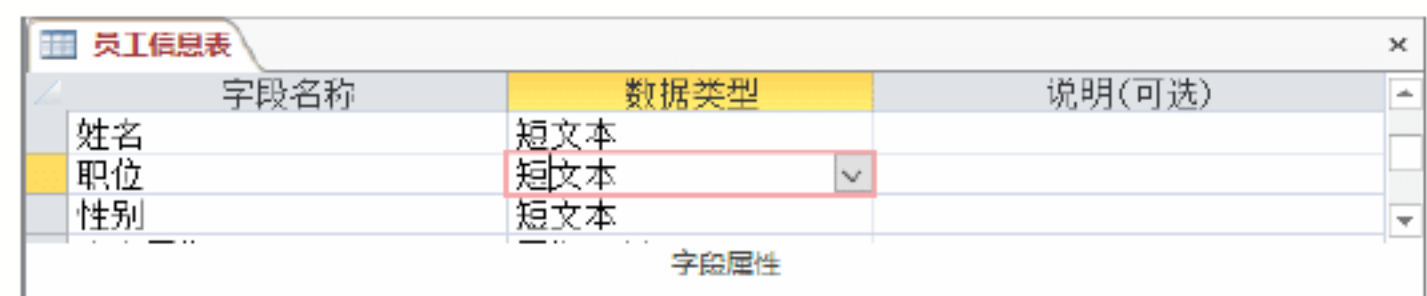 员工信息表
字段名称 数据类型 说明(可选)
姓名 短文本
职位 短文本
性别 短文本
字段属性